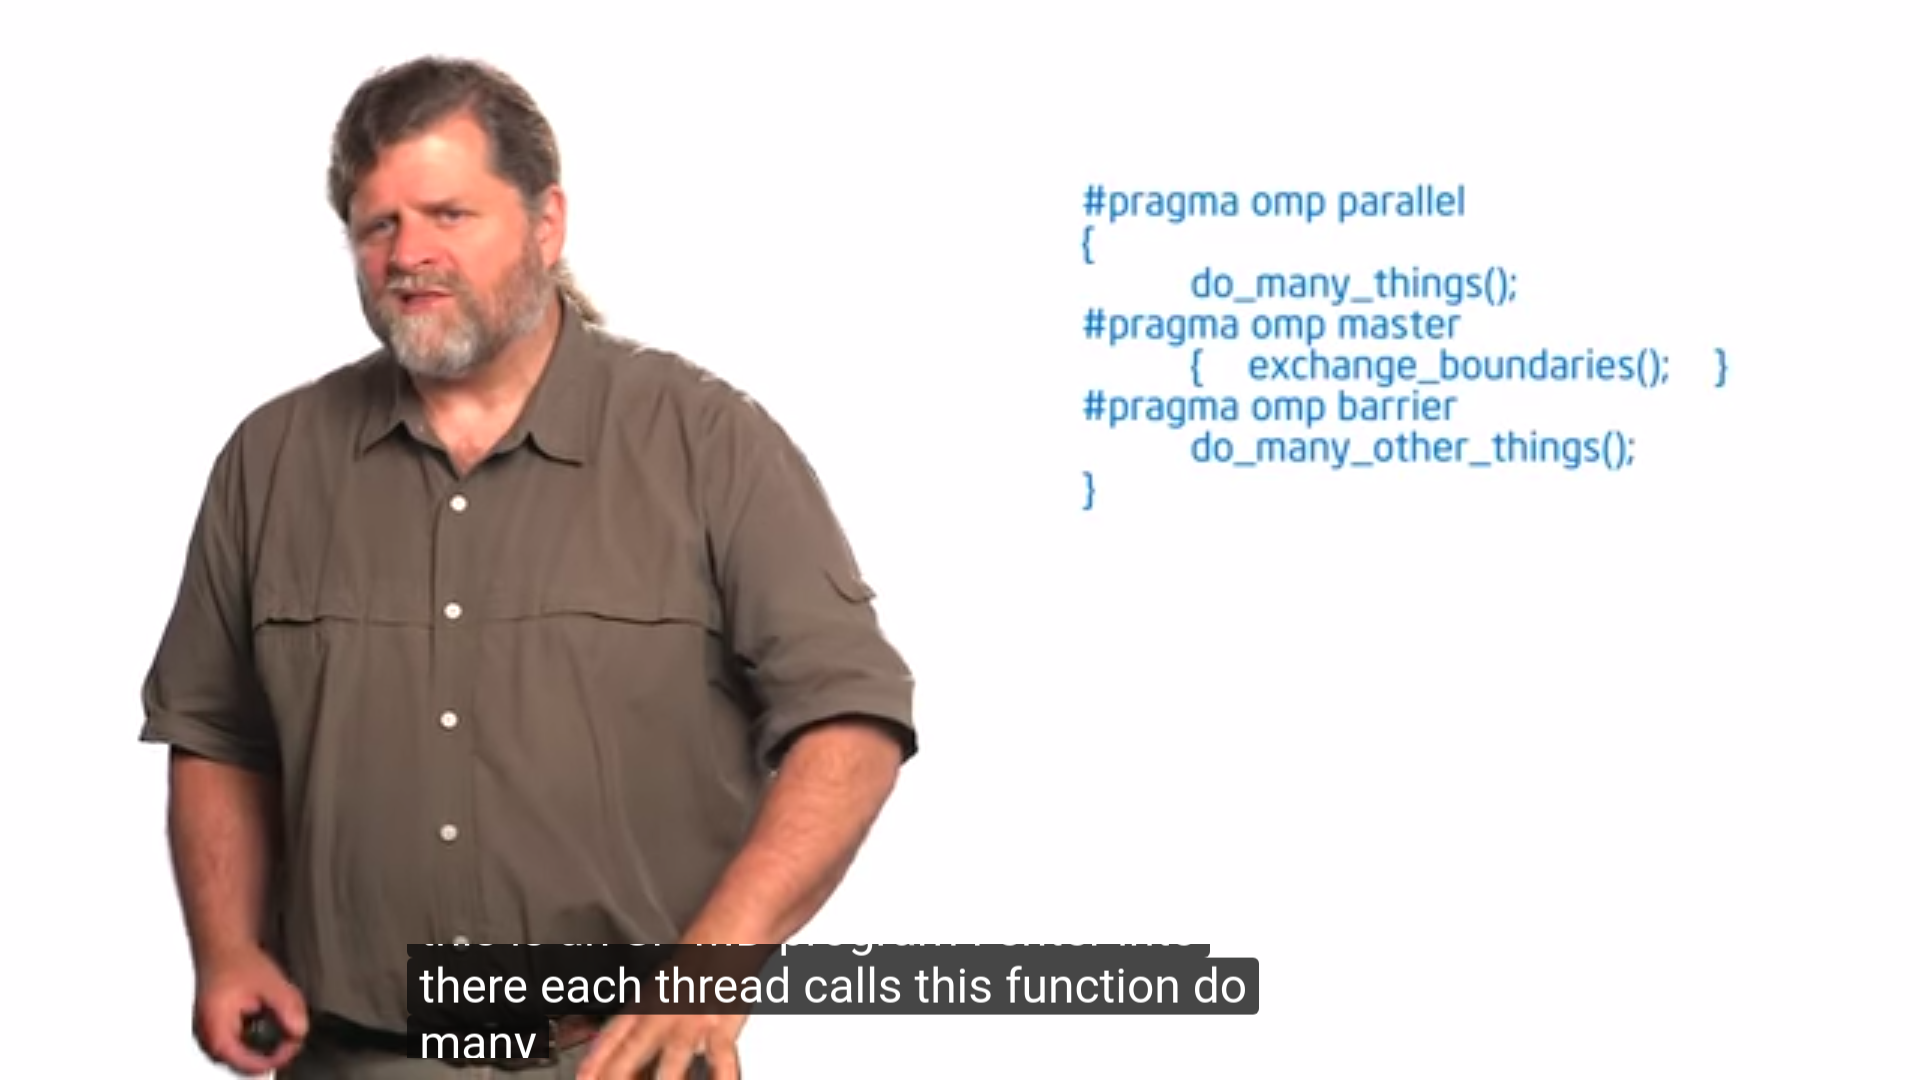 #pragma omp parallel
{
do_many_things();
#pragma omp master
{ exchange_boundaries(); }
#pragma omp barrier
do_many_other_things();
}
there each thread calls this function do
many